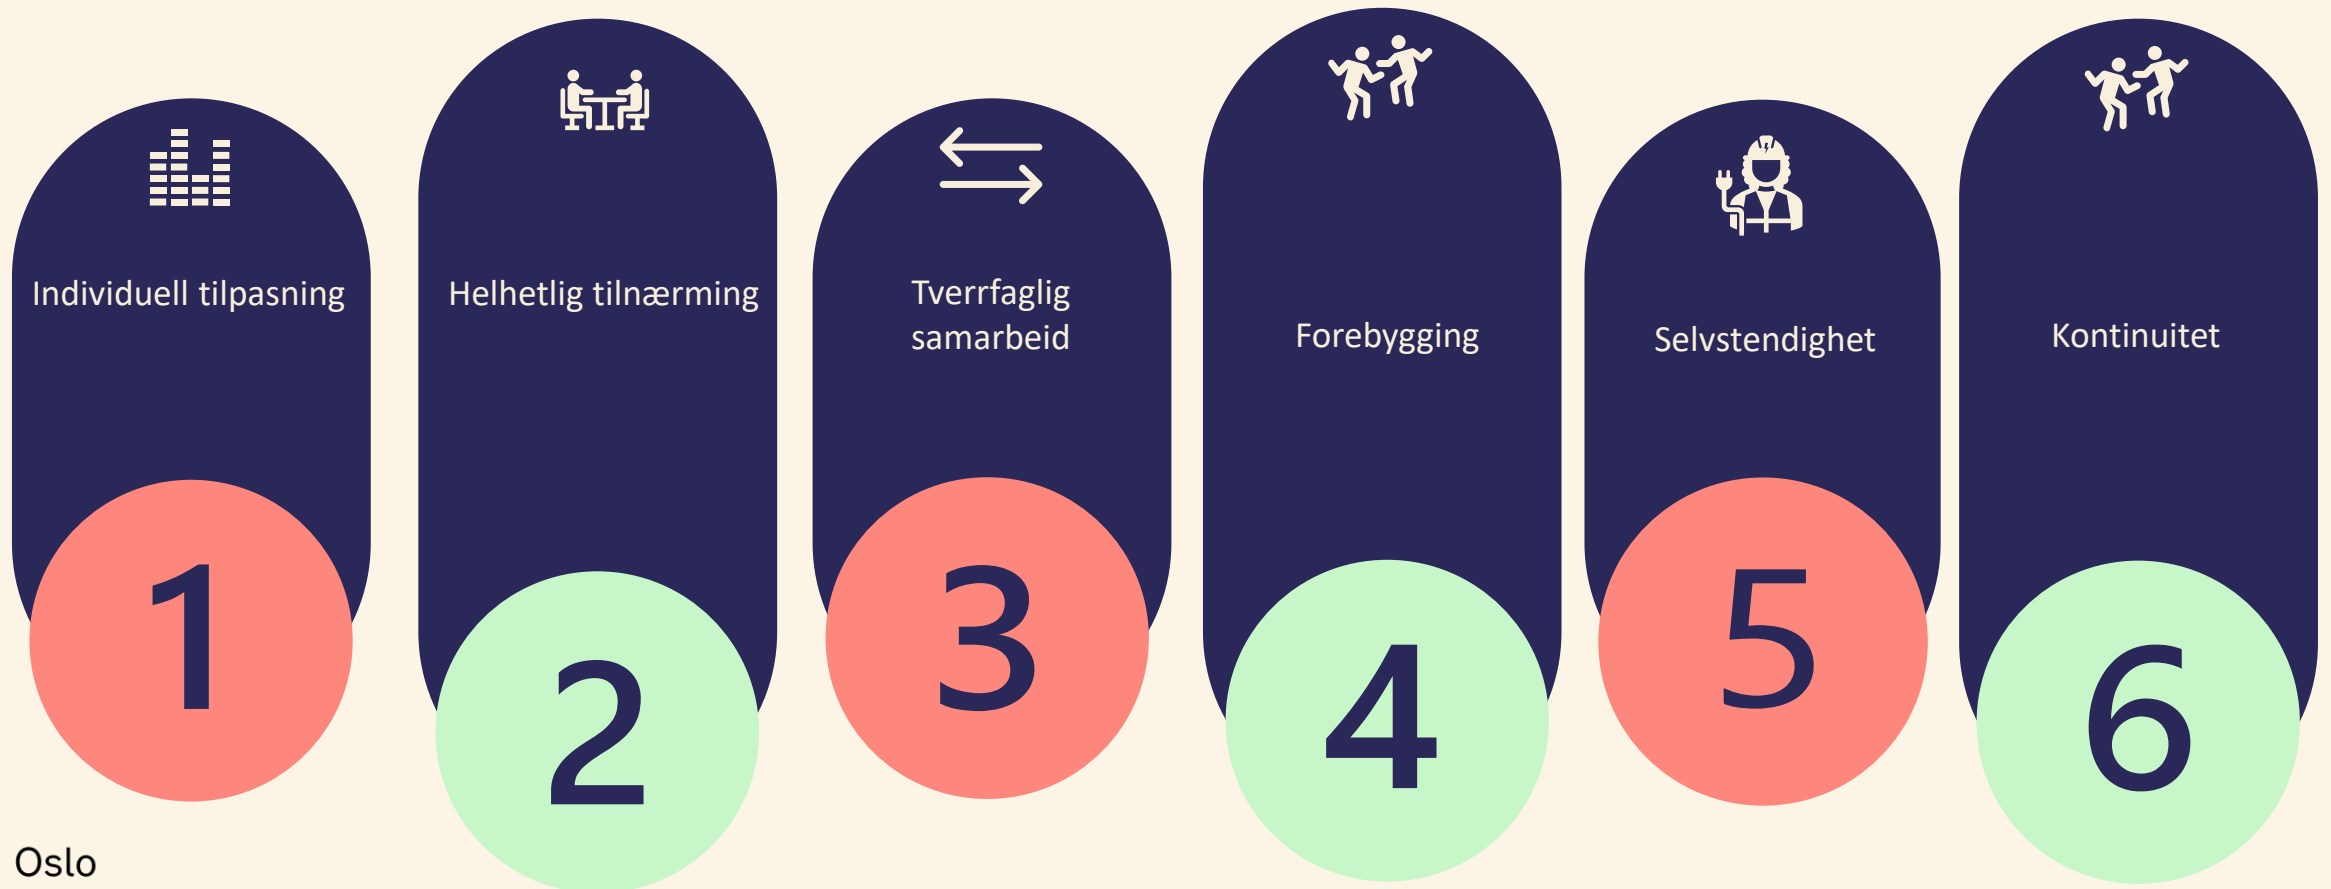 Individuell tilpasning
1
Helhetlig tilnærming
2
Tverrfaglig
samarbeid
3
Forebygging
4
Selvstendighet
5
Kontinuitet
6
Oslo